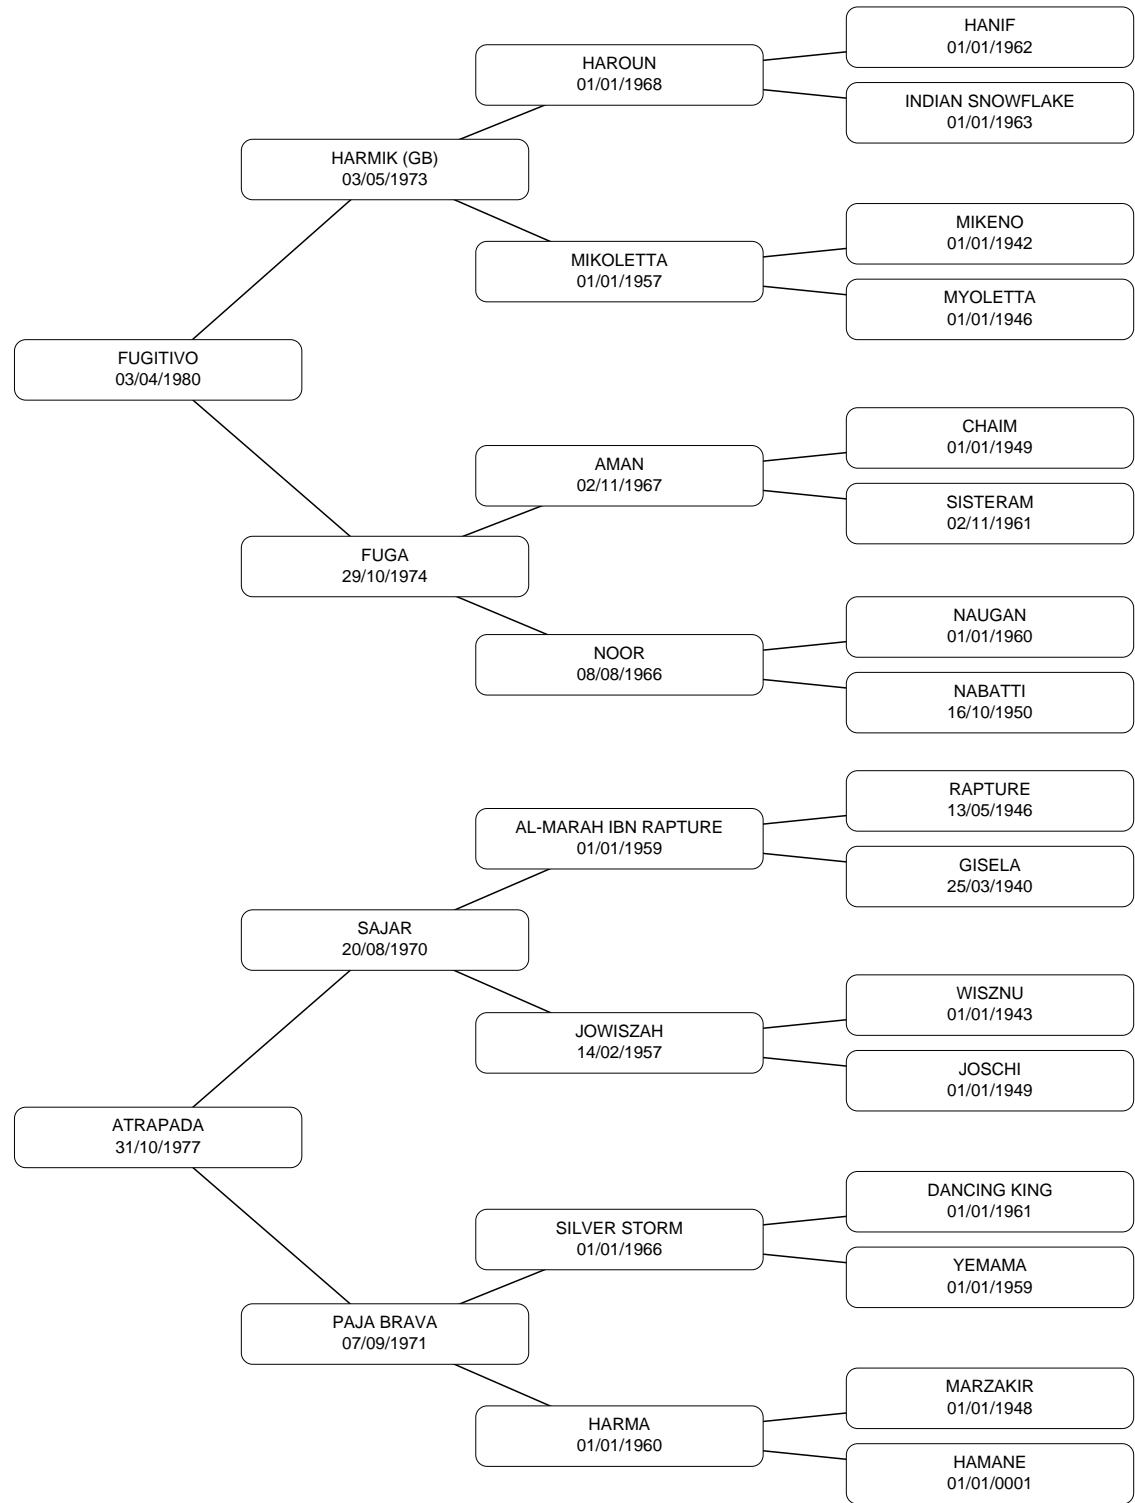 HANIF
01/01/1962
HAROUN
01/01/1968
INDIAN SNOWFLAKE
01/01/1963
HARMIK (GB)
03/05/1973
MIKENO
01/01/1942
MIKOLETTA
01/01/1957
MYOLETTA
01/01/1946
FUGITIVO
03/04/1980
CHAIM
01/01/1949
AMAN
02/11/1967
SISTERAM
02/11/1961
FUGA
29/10/1974
NAUGAN
01/01/1960
NOOR
08/08/1966
NABATTI
16/10/1950
RAPTURE
13/05/1946
AL-MARAH IBN RAPTURE
01/01/1959
GISELA
25/03/1940
SAJAR
20/08/1970
WISZNU
01/01/1943
JOWISZAH
14/02/1957
JOSCHI
01/01/1949
ATRAPADA
31/10/1977
DANCING KING
01/01/1961
SILVER STORM
01/01/1966
YEMAMA
01/01/1959
PAJA BRAVA
07/09/1971
MARZAKIR
01/01/1948
HARMA
01/01/1960
HAMANE
01/01/0001